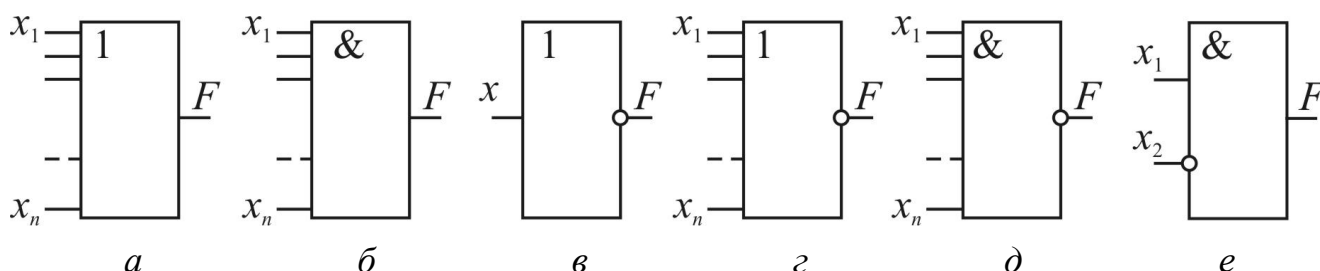 x₁ 1 F xₙ
x₁ & F xₙ
x 1 F
x₁ 1 F xₙ
x₁ & F xₙ
x₁ & F x₂
а б в г д е